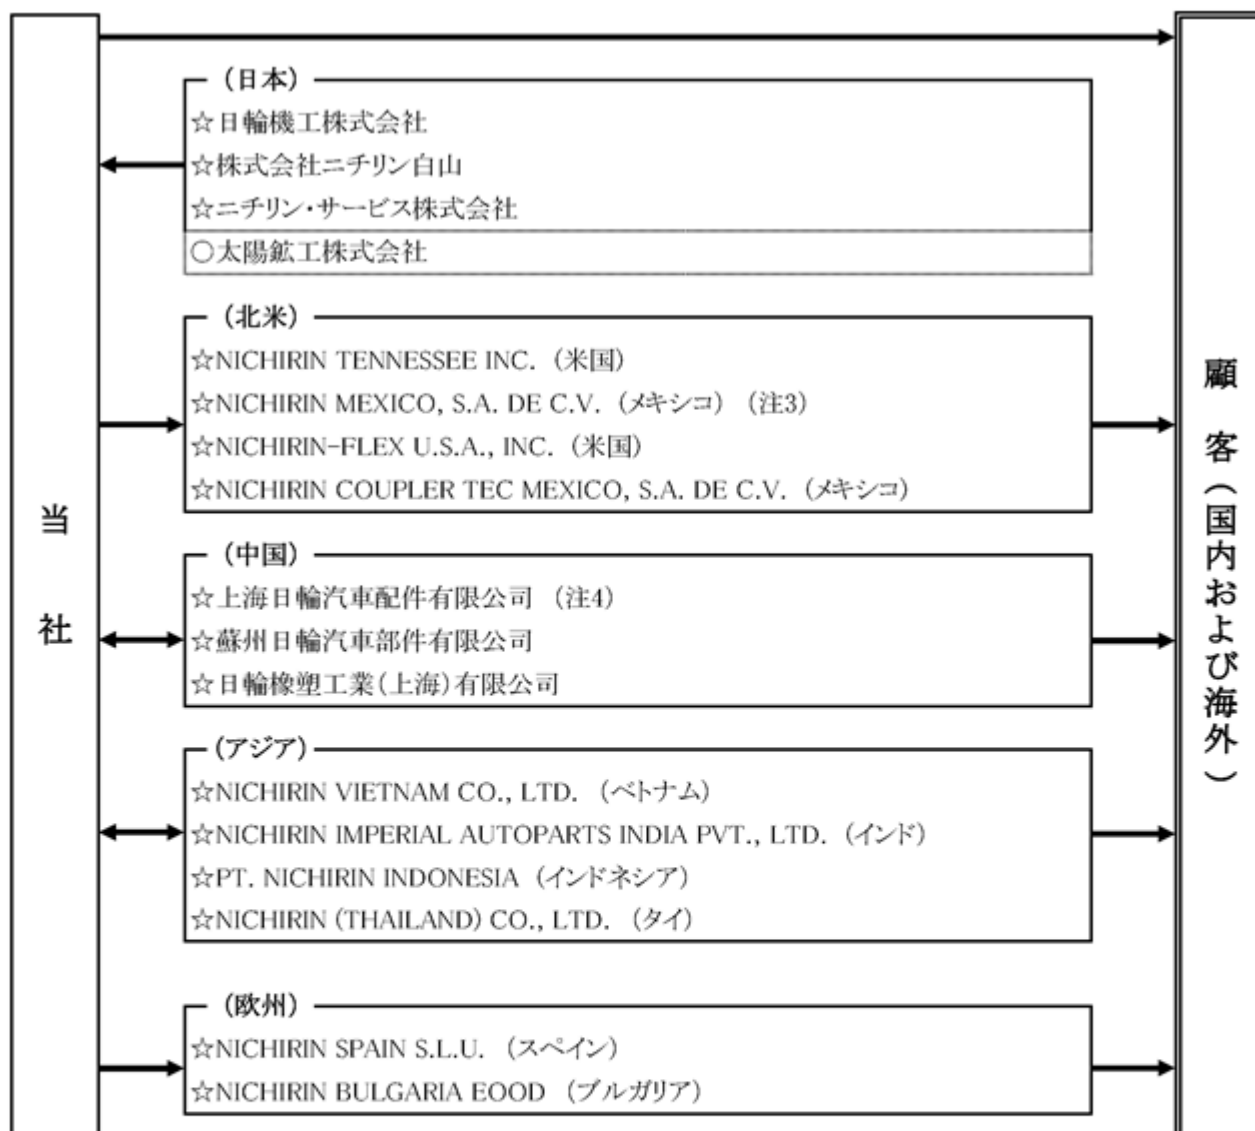 当社
（日本）
☆日輪機工株式会社
☆株式会社ニチリン白山
☆ニチリン・サービス株式会社
○太陽鉱工株式会社
（北米）
☆NICHIRIN TENNESSEE INC. （米国）
☆NICHIRIN MEXICO, S.A. DE C.V. （メキシコ） （注3）
☆NICHIRIN-FLEX U.S.A., INC. （米国）
☆NICHIRIN COUPLER TEC MEXICO, S.A. DE C.V. （メキシコ）
（中国）
☆上海日輪汽車配件有限公司 （注4）
☆蘇州日輪汽車部件有限公司
☆日輪橡塑工業（上海）有限公司
（アジア）
☆NICHIRIN VIETNAM CO., LTD. （ベトナム）
☆NICHIRIN IMPERIAL AUTOPARTS INDIA PVT., LTD. （インド）
☆PT. NICHIRIN INDONESIA （インドネシア）
☆NICHIRIN (THAILAND) CO., LTD. （タイ）
（欧州）
☆NICHIRIN SPAIN S.L.U. （スペイン）
☆NICHIRIN BULGARIA EOOD （ブルガリア）
顧客（国内および海外）